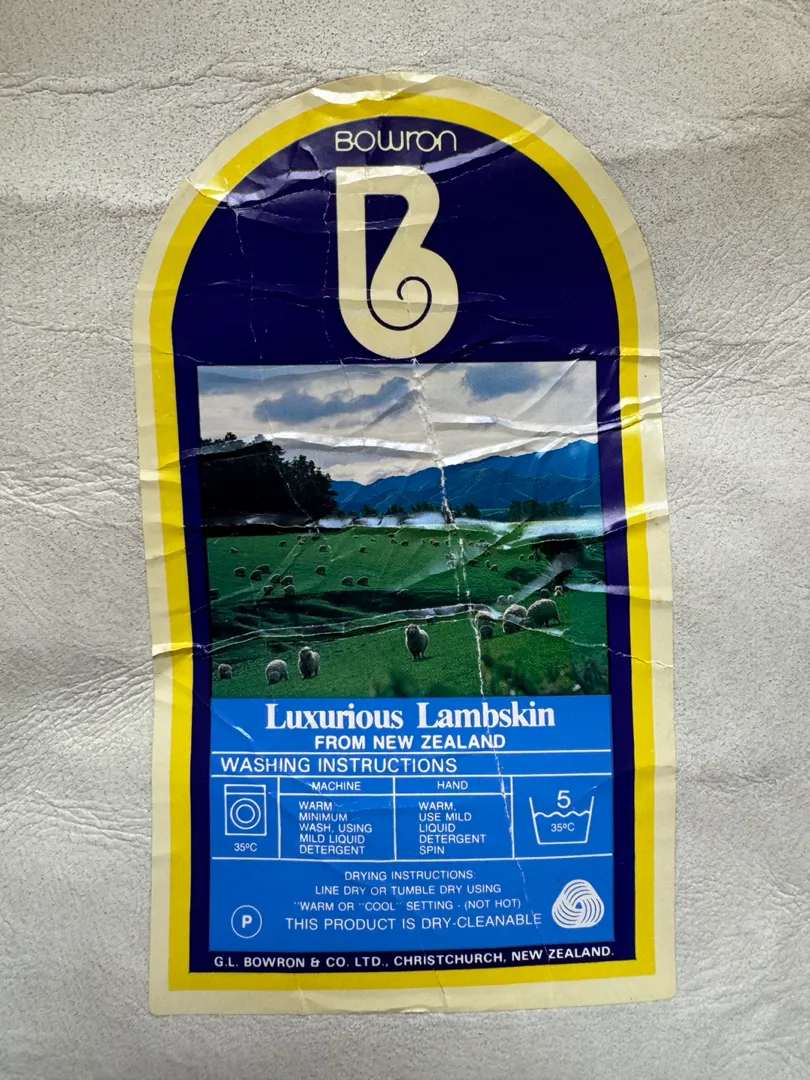 BOWRON
B
Luxurious Lambskin
FROM NEW ZEALAND
WASHING INSTRUCTIONS
35ºC
MACHINE
WARM
MINIMUM
WASH, USING
MILD LIQUID
DETERGENT
HAND
WARM,
USE MILD
LIQUID
DETERGENT
SPIN
5
35ºC
DRYING INSTRUCTIONS:
LINE DRY OR TUMBLE DRY USING
"WARM OR "COOL" SETTING - (NOT HOT)
P
THIS PRODUCT IS DRY-CLEANABLE
G.L. BOWRON & CO. LTD., CHRISTCHURCH, NEW ZEALAND.